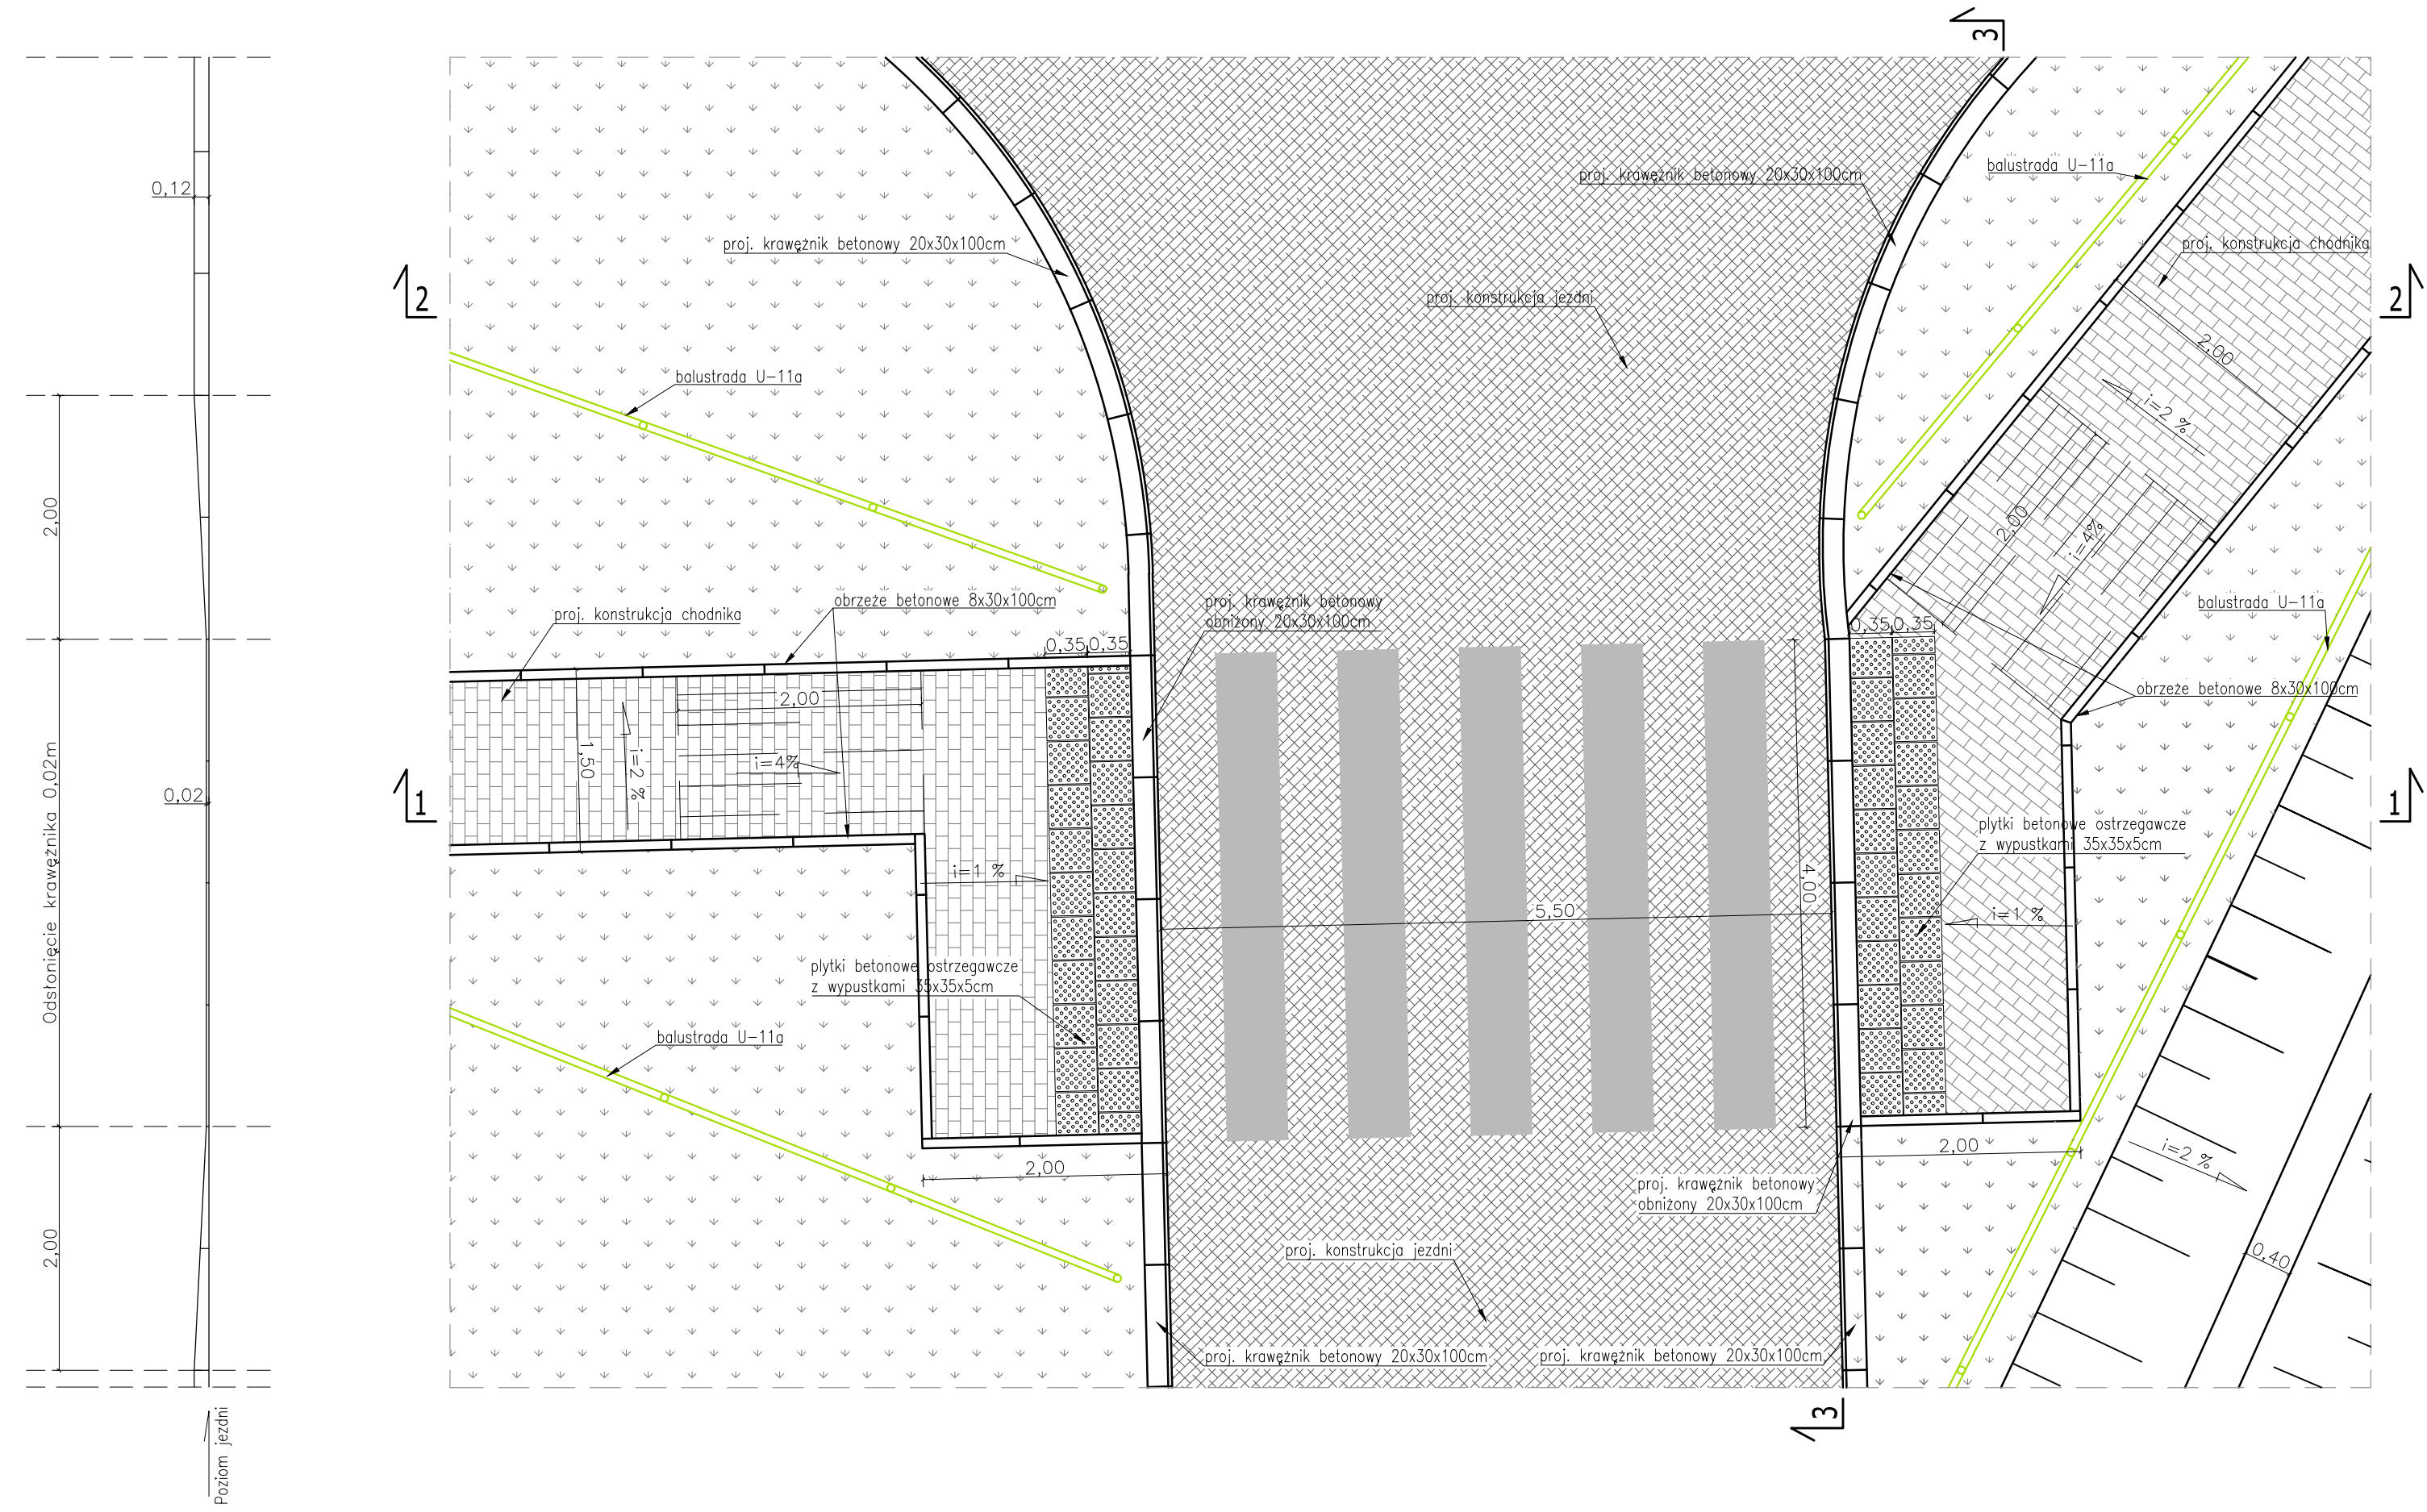 3
proj. krawężnik betonowy 20x30x100cm
balustrada U-11a
0,12
proj. krawężnik betonowy 20x30x100cm
proj. konstrukcja chodnika
2
proj. konstrukcja jezdni
2
2,00
balustrada U-11a
i=2 %
2,00
2,00
i=4%
obrzeże betonowe 8x30x100cm
proj. konstrukcja chodnika
proj. krawężnik betonowy
obniżony 20x30x100cm
balustrada U-11a
0,35
0,35
0,35
0,35
2,00
obrzeże betonowe 8x30x100cm
1,50
i=2 %
i=4%
0,02
1
1
Odsłonięcie krawężnika 0,02m
płytki betonowe ostrzegawcze
z wypustkami 35x35x5cm
i=1 %
4,00
5,50
i=1 %
płytki betonowe ostrzegawcze
z wypustkami 35x35x5cm
balustrada U-11a
2,00
2,00
i=2 %
proj. krawężnik betonowy
obniżony 20x30x100cm
2,00
proj. konstrukcja jezdni
0,40
proj. krawężnik betonowy 20x30x100cm
proj. krawężnik betonowy 20x30x100cm
3
Poziom jezdni